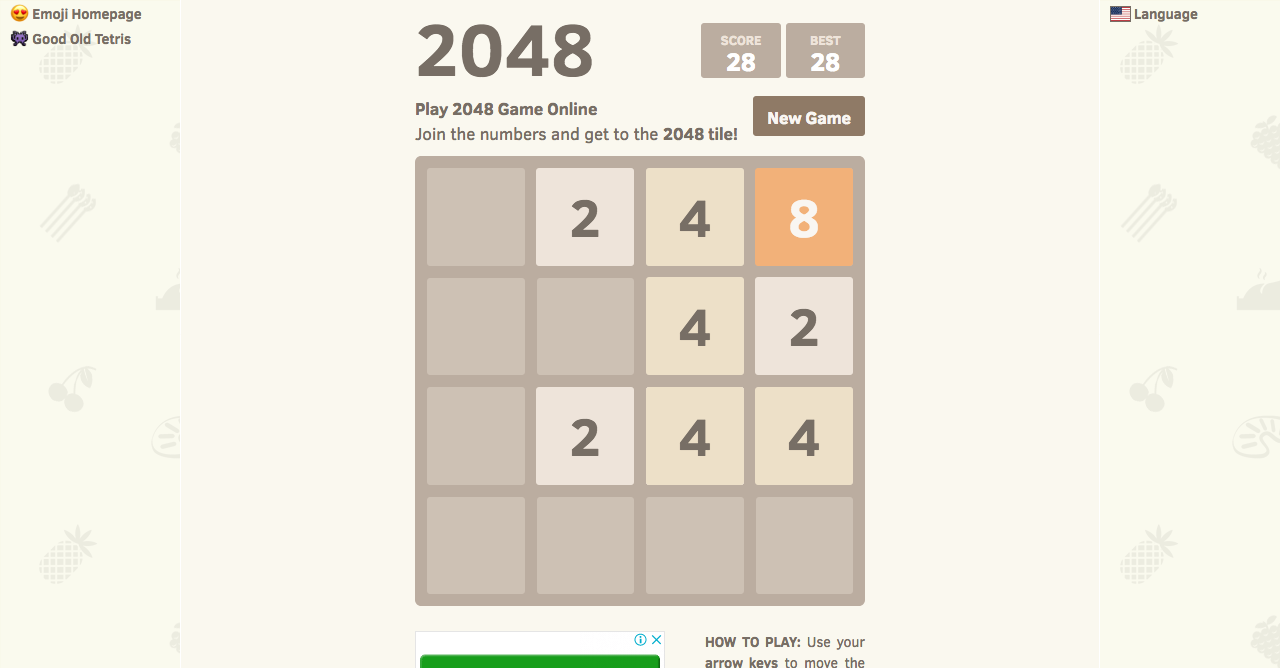 Emoji Homepage
Good Old Tetris
Language
2048
SCORE
28
BEST
28
Play 2048 Game Online
Join the numbers and get to the 2048 tile!
New Game
2 4 8
4 2
2 4 4
HOW TO PLAY: Use your
arrow keys to move the